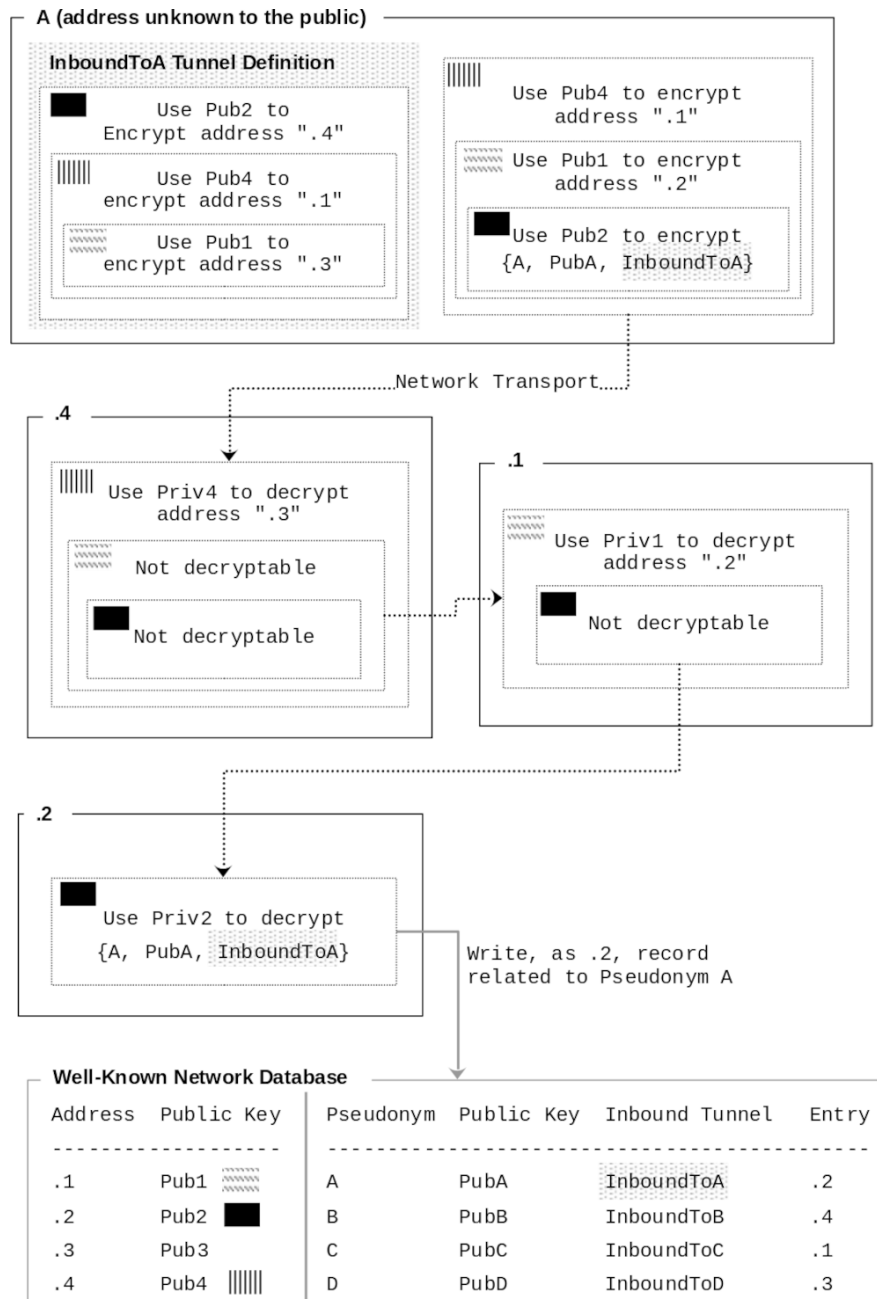 A (address unknown to the public)
InboundToA Tunnel Definition
Use Pub2 to
Encrypt address ".4"
Use Pub4 to
encrypt address ".1"
Use Pub1 to
encrypt address ".3"
Use Pub4 to encrypt
address ".1"
Use Pub1 to encrypt
address ".2"
Use Pub2 to encrypt
{A, PubA, InboundToA}
Network Transport
.4
Use Priv4 to decrypt
address ".3"
Not decryptable
Not decryptable
.1
Use Priv1 to decrypt
address ".2"
Not decryptable
.2
Use Priv2 to decrypt
{A, PubA, InboundToA}
Write, as .2, record
related to Pseudonym A
Well-Known Network Database
Address Public Key Pseudonym Public Key Inbound Tunnel Entry
.1 Pub1 A PubA InboundToA .2
.2 Pub2 B PubB InboundToB .4
.3 Pub3 C PubC InboundToC .1
.4 Pub4 D PubD InboundToD .3